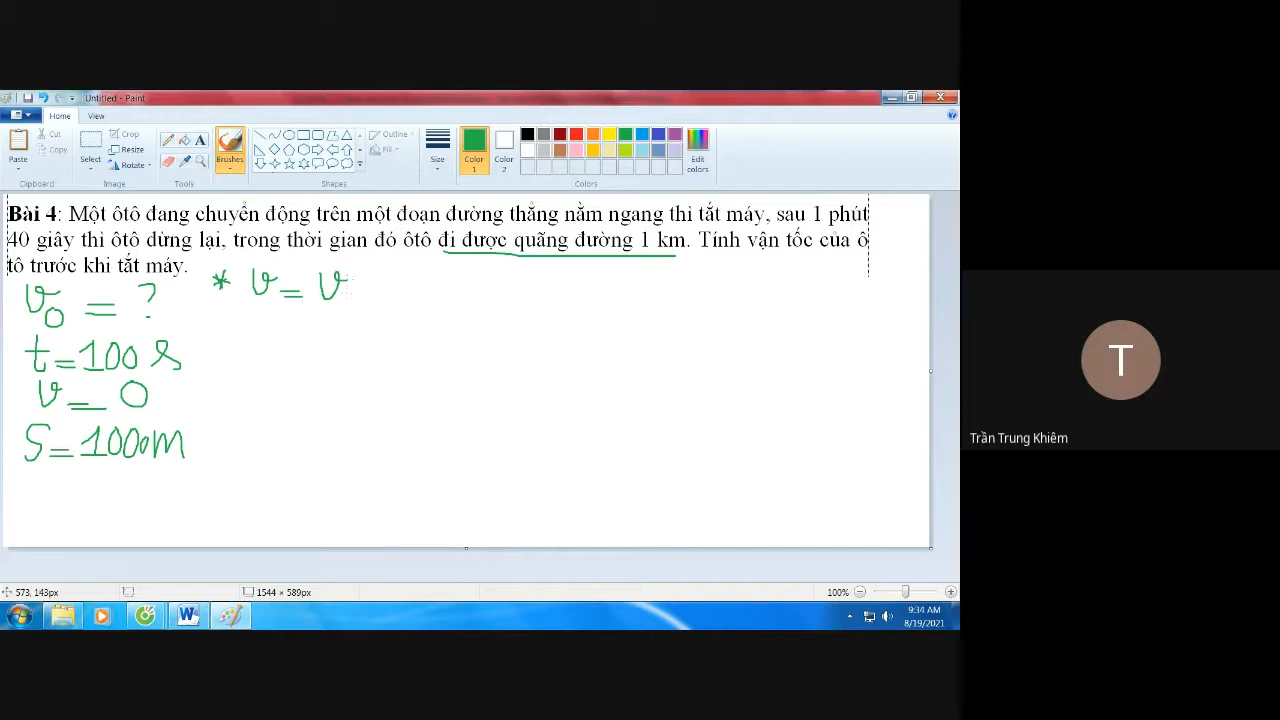 Untitled - Paint
Home View
Paste
Cut
Copy
Clipboard
Select
Crop
Resize
Rotate
Image
Tools
Brushes
Outline
Fill
Shapes
Size
Color 1
Color 2
Edit colors
Colors
Bài 4: Một ôtô đang chuyển động trên một đoạn đường thẳng nằm ngang thì tắt máy, sau 1 phút
40 giây thì ôtô dừng lại, trong thời gian đó ôtô đi được quãng đường 1 km. Tính vận tốc của ô
tô trước khi tắt máy.
* v = v
v0 = ?
t = 100 s
v = 0
S = 1000m
T
Trần Trung Khiêm
573, 143px
1544 × 589px
100%
9:34 AM
8/19/2021